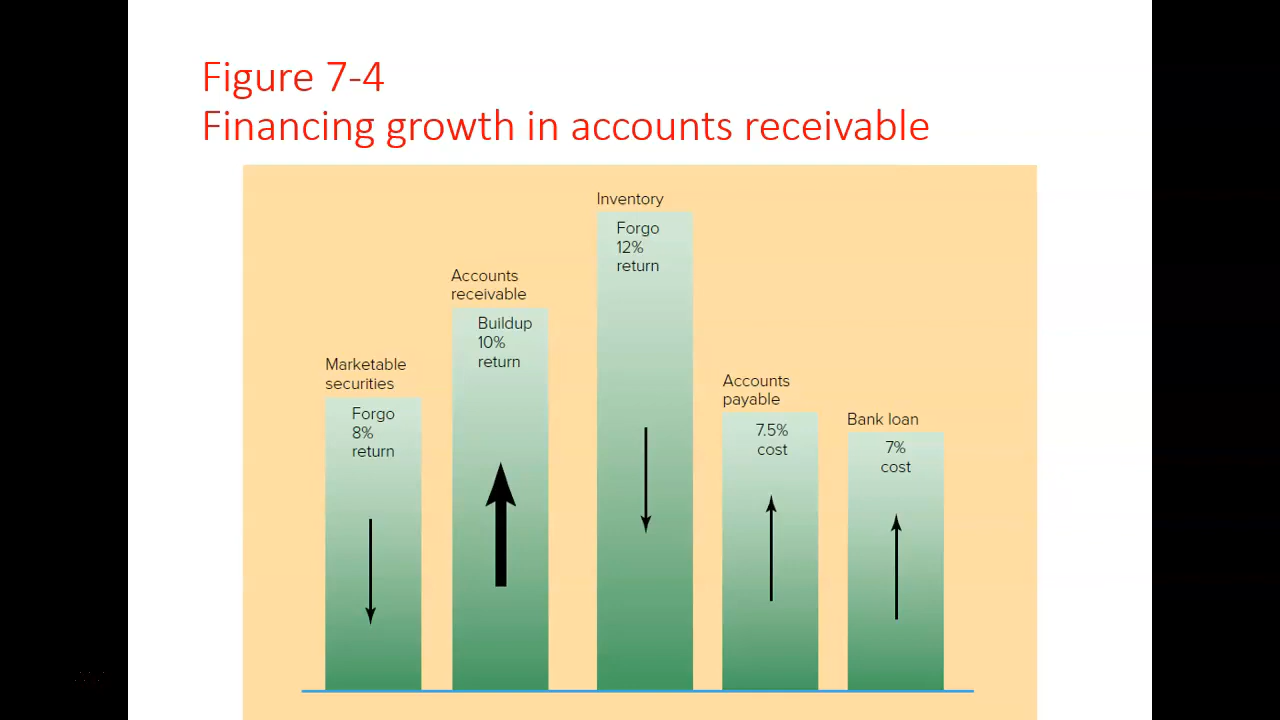 Figure 7-4
Financing growth in accounts receivable
Marketable
securities
Forgo
8%
return
Accounts
receivable
Buildup
10%
return
Inventory
Forgo
12%
return
Accounts
payable
7.5%
cost
Bank loan
7%
cost